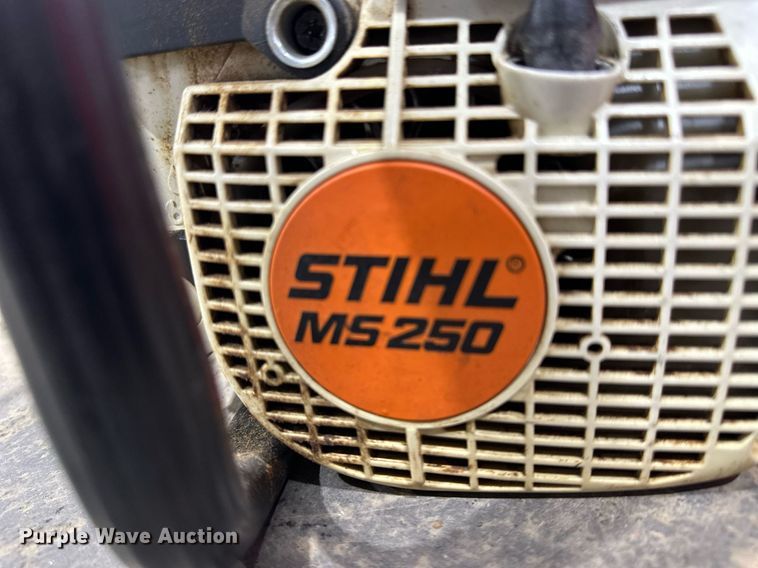 STIHL®
MS 250
Purple Wave Auction